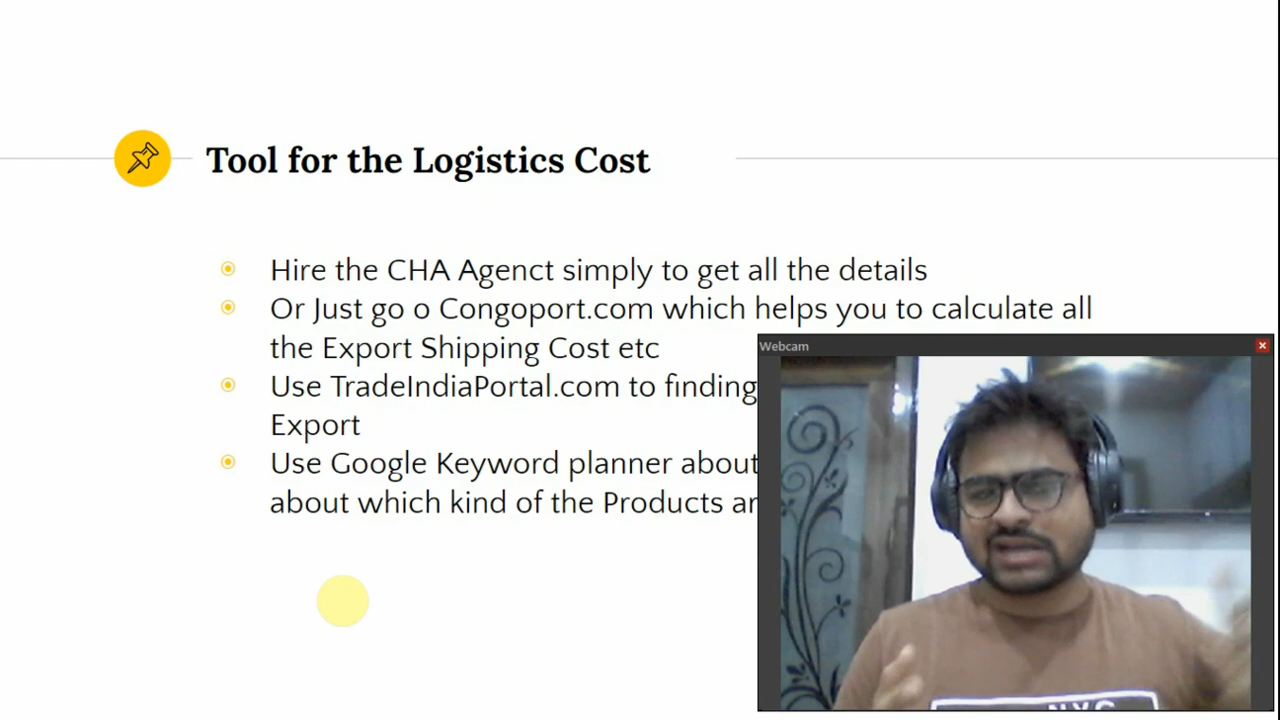 Tool for the Logistics Cost
Hire the CHA Agenct simply to get all the details
Or Just go o Congoport.com which helps you to calculate all
the Export Shipping Cost etc
Use TradeIndiaPortal.com to finding
Export
Use Google Keyword planner about
about which kind of the Products
Webcam
NYC